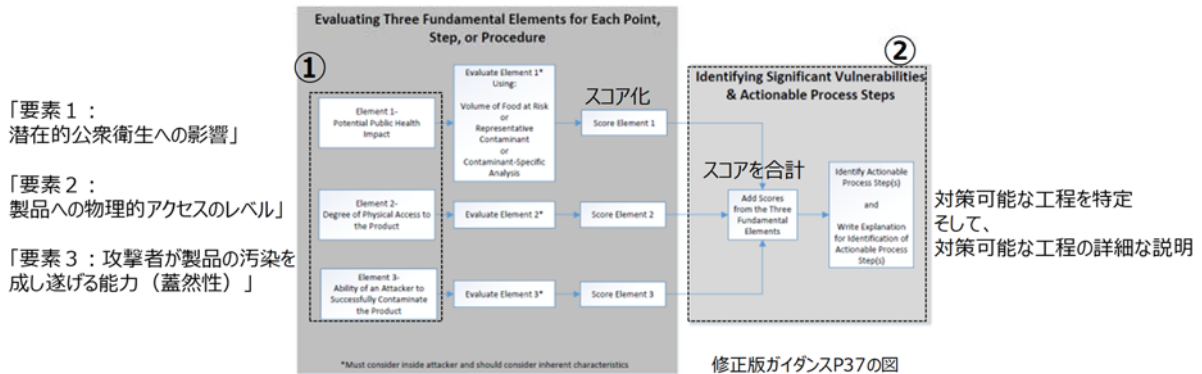 Evaluating Three Fundamental Elements for Each Point,
Step, or Procedure
①
「要素１：
潜在的公衆衛生への影響」
「要素２：
製品への物理的アクセスのレベル」
「要素３：攻撃者が製品の汚染を
成し遂げる能力（蓋然性）」
Element 1-
Potential Public Health
Impact
Evaluate Element 1*
Using:
Volume of Food at Risk
or
Representative
Contaminant
or
Contaminant-Specific
Analysis
スコア化
Score Element 1
Element 2-
Degree of Physical Access to
the Product
Evaluate Element 2*
Score Element 2
Element 3-
Ability of an Attacker to
Successfully Contaminate
the Product
Evaluate Element 3*
Score Element 3
*Must consider inside attacker and should consider inherent characteristics
②
Identifying Significant Vulnerabilities
& Actionable Process Steps
スコアを合計
Add Scores
from the Three
Fundamental
Elements
Identify Actionable
Process Step(s)
and
Write Explanation
for Identification of
Actionable Process
Step(s)
対策可能な工程を特定
そして、
対策可能な工程の詳細な説明
修正版ガイダンスP37の図